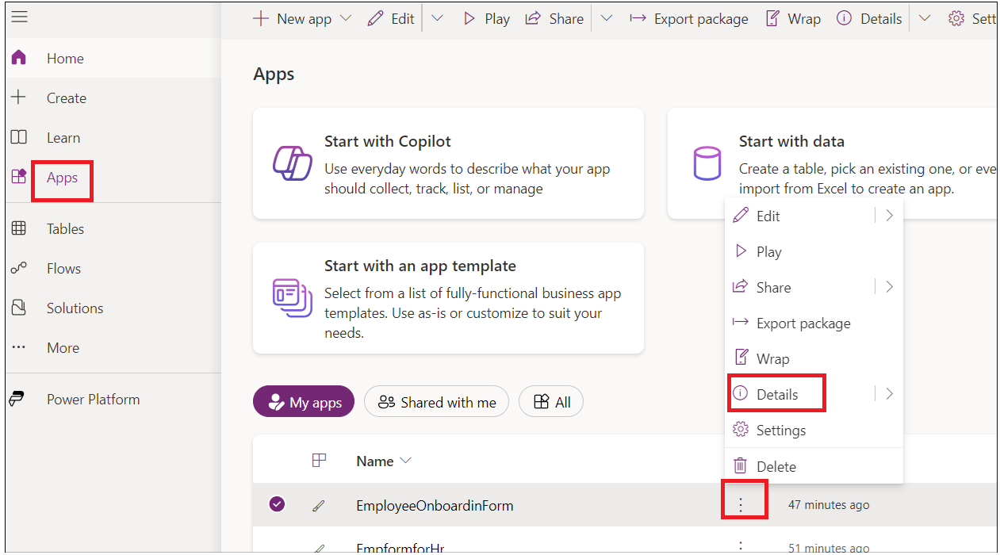 New app
Edit
Play
Share
Export package
Wrap
Details
Sett
Home
Create
Learn
Apps
Tables
Flows
Solutions
More
Power Platform
Apps
Start with Copilot
Use everyday words to describe what your app
should collect, track, list, or manage
Start with data
Create a table, pick an existing one, or eve
import from Excel to create an app.
Start with an app template
Select from a list of fully-functional business app
templates. Use as-is or customize to suit your
needs.
Edit
Play
Share
Export package
Wrap
Details
Settings
Delete
My apps
Shared with me
All
Name
EmployeeOnboardinForm
47 minutes ago
EmpformforHr
51 minutes ago